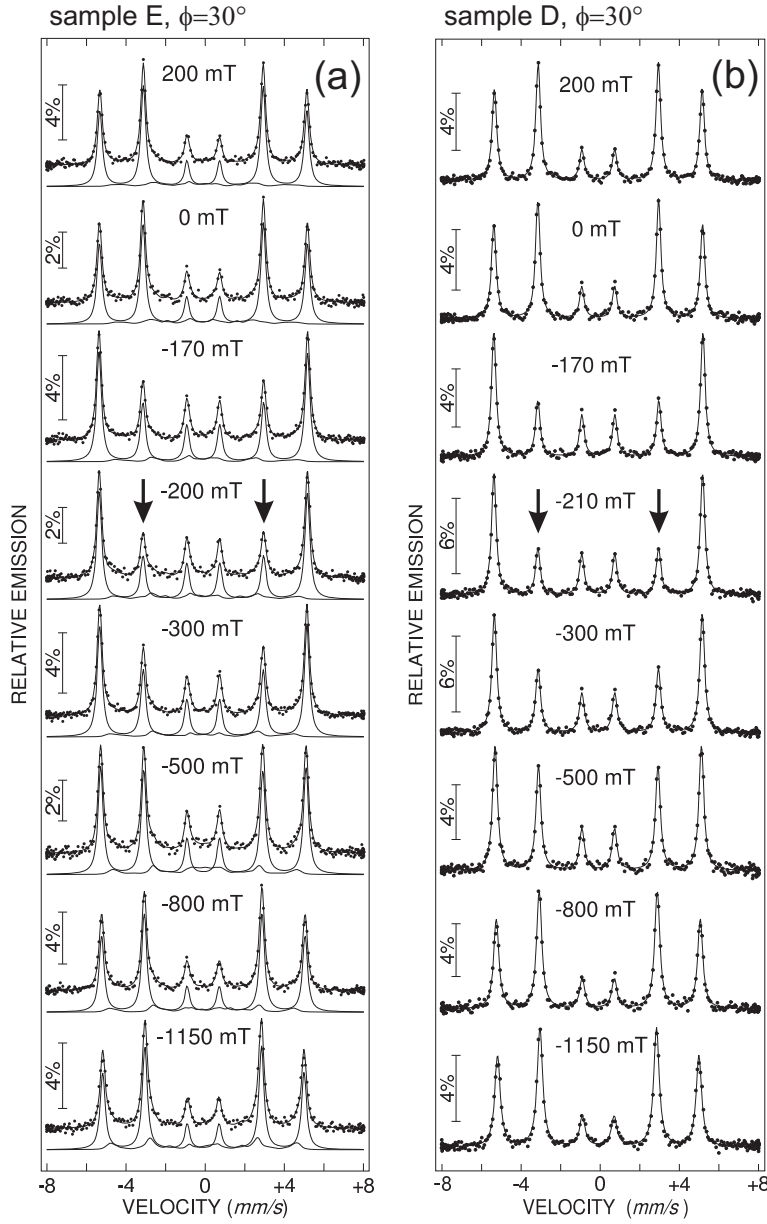 sample E, ϕ=30°
(a)
200 mT
4%
0 mT
2%
-170 mT
4%
-200 mT
2%
-300 mT
4%
-500 mT
2%
-800 mT
4%
-1150 mT
4%
RELATIVE EMISSION
-8 -4 0 +4 +8
VELOCITY (mm/s)
sample D, ϕ=30°
(b)
200 mT
4%
0 mT
4%
-170 mT
4%
-210 mT
6%
-300 mT
6%
-500 mT
4%
-800 mT
4%
-1150 mT
4%
RELATIVE EMISSION
-8 -4 0 +4 +8
VELOCITY (mm/s)